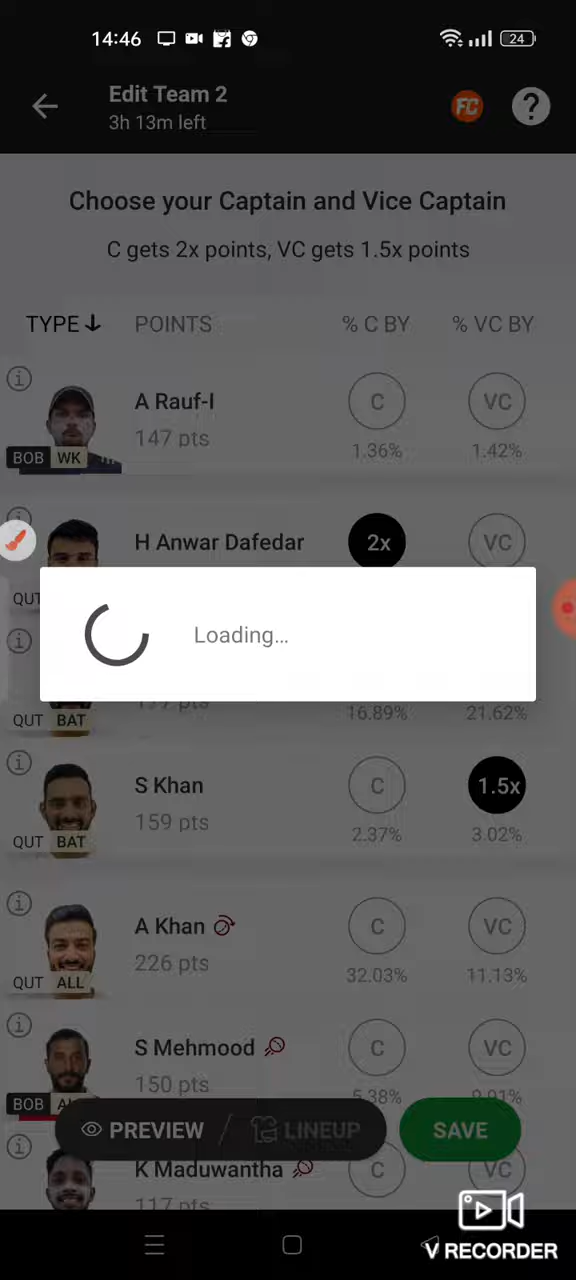 14:46
24
Edit Team 2
3h 13m left
FC
?
Choose your Captain and Vice Captain
C gets 2x points, VC gets 1.5x points
TYPE POINTS % C BY % VC BY
A Rauf-I C VC
147 pts 1.36% 1.42%
BOB WK
H Anwar Dafedar 2x VC
QUT
Loading...
16.89% 21.62%
QUT BAT
S Khan C 1.5x
159 pts 2.37% 3.02%
QUT BAT
A Khan C VC
226 pts 32.03% 11.13%
QUT ALL
S Mehmood C VC
150 pts
BOB
PREVIEW LINEUP SAVE
K Maduwantha C VC
117 pts
V RECORDER